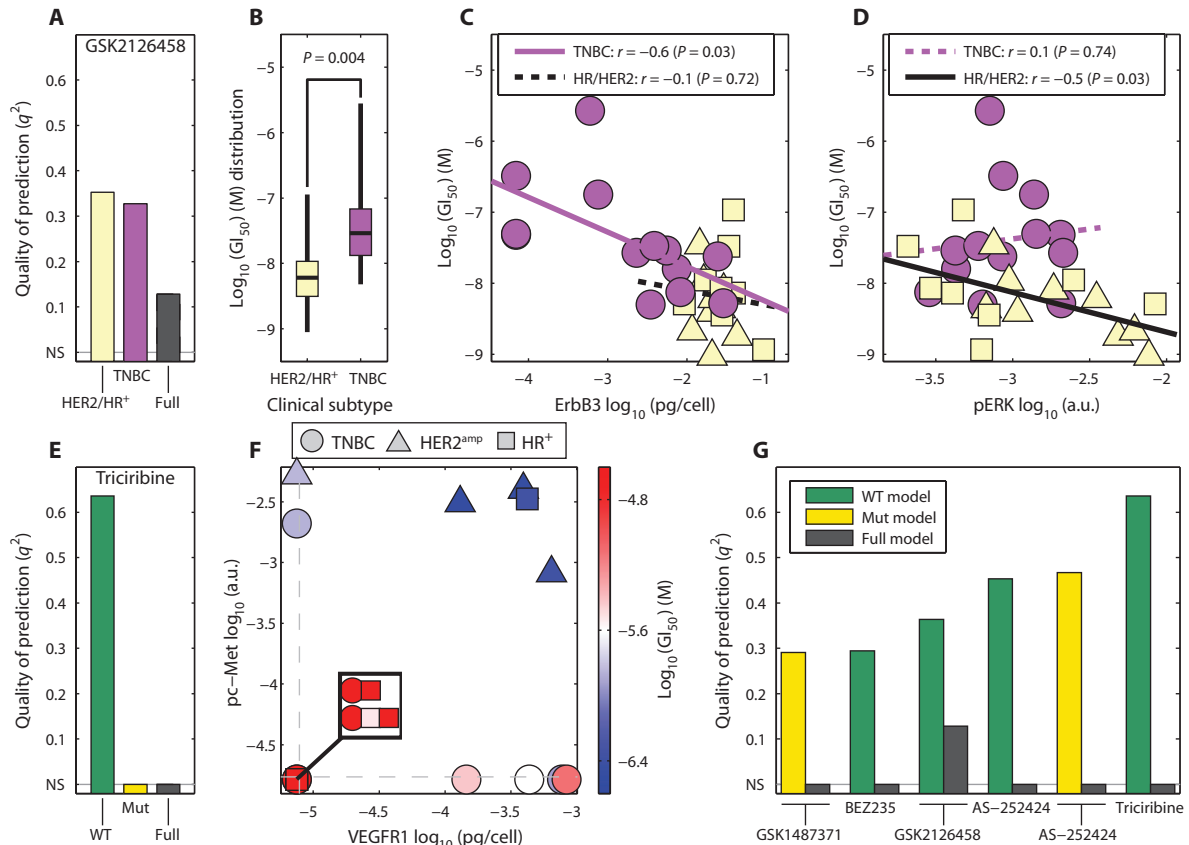 A
GSK2126458
Quality of prediction (q²)
0.6
0.5
0.4
0.3
0.2
0.1
NS
TNBC
HER2/HR⁺
Full
B
P = 0.004
Log₁₀ (GI₅₀) (M) distribution
−5
−6
−7
−8
−9
HER2/HR⁺ TNBC
Clinical subtype
C
TNBC: r = −0.6 (P = 0.03)
HR/HER2: r = −0.1 (P = 0.72)
Log₁₀ (GI₅₀) (M)
−5
−6
−7
−8
−9
−4 −3 −2 −1
ErbB3 log₁₀ (pg/cell)
D
TNBC: r = 0.1 (P = 0.74)
HR/HER2: r = −0.5 (P = 0.03)
Log₁₀ (GI₅₀) (M)
−5
−6
−7
−8
−9
−3.5 −3 −2.5 −2
pERK log₁₀ (a.u.)
E
Triciribine
Quality of prediction (q²)
0.6
0.5
0.4
0.3
0.2
0.1
NS
Mut
WT
Full
F
TNBC HER2ᵃᵐᵖ HR⁺
pc−Met log₁₀ (a.u.)
−2.5
−3
−3.5
−4
−4.5
−5 −4.5 −4 −3.5 −3
VEGFR1 log₁₀ (pg/cell)
−4.8
−5.6
−6.4
Log₁₀(GI₅₀) (M)
G
WT model
Mut model
Full model
Quality of prediction (q²)
0.6
0.5
0.4
0.3
0.2
0.1
NS
BEZ235 AS−252424 Triciribine
GSK1487371 GSK2126458 AS−252424